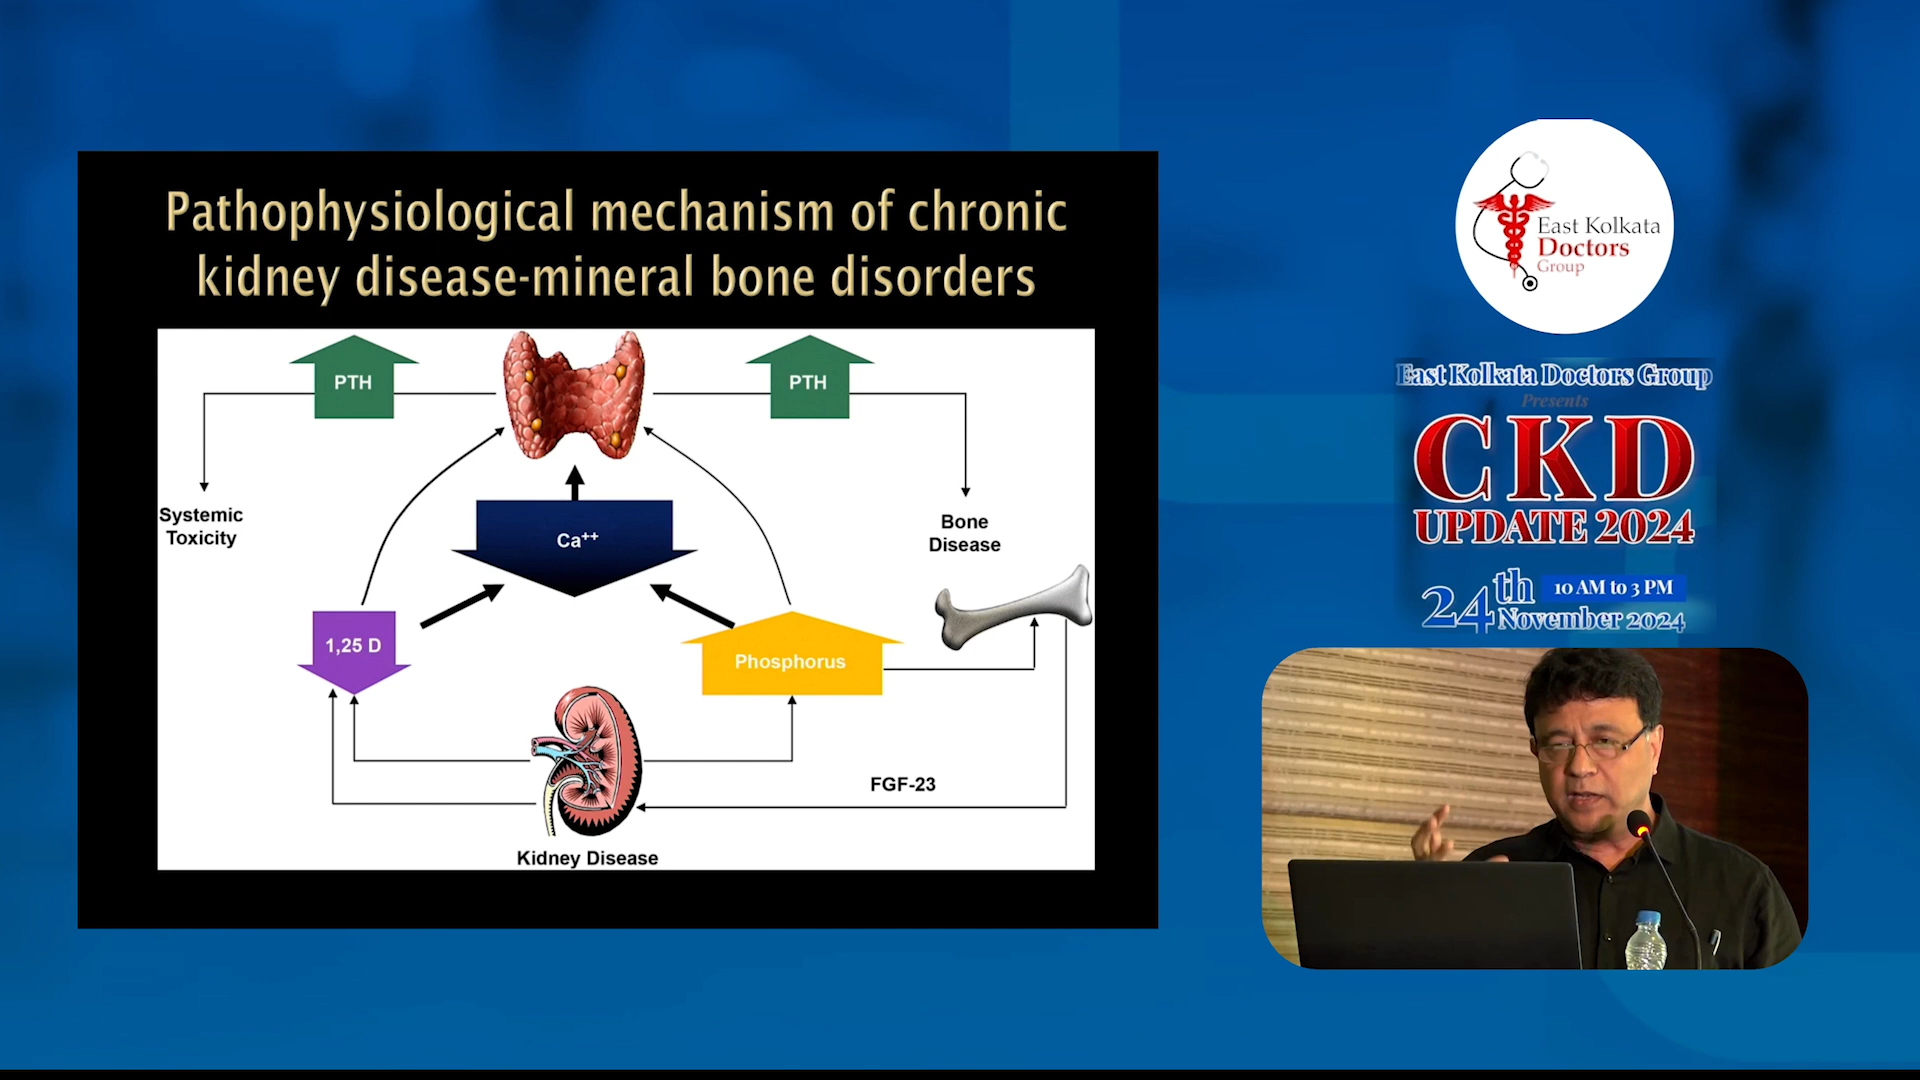 Pathophysiological mechanism of chronic
kidney disease-mineral bone disorders
PTH
PTH
Systemic
Toxicity
Ca++
Bone
Disease
1,25 D
Phosphorus
FGF-23
Kidney Disease
East Kolkata
Doctors
Group
East Kolkata Doctors Group
Presents
CKD
UPDATE 2024
24th November 2024
10 AM to 3 PM